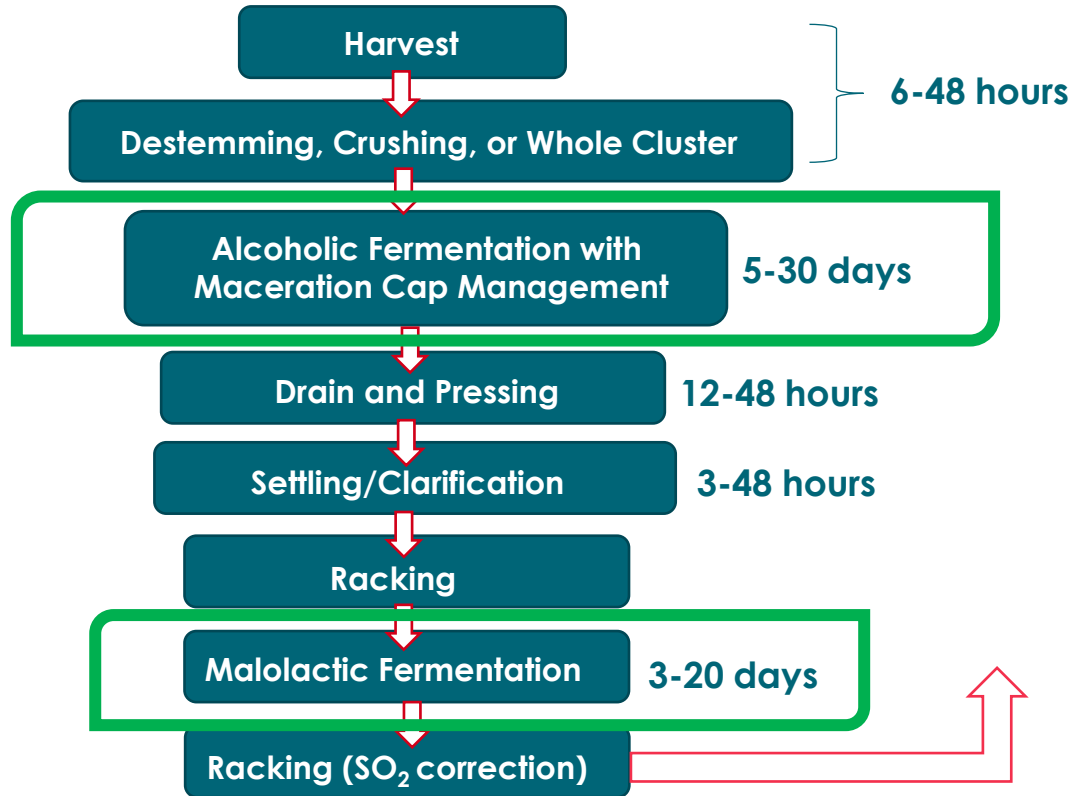 Harvest
6-48 hours
Destemming, Crushing, or Whole Cluster
Alcoholic Fermentation with
Maceration Cap Management
5-30 days
Drain and Pressing
12-48 hours
Settling/Clarification
3-48 hours
Racking
Malolactic Fermentation
3-20 days
Racking (SO₂ correction)